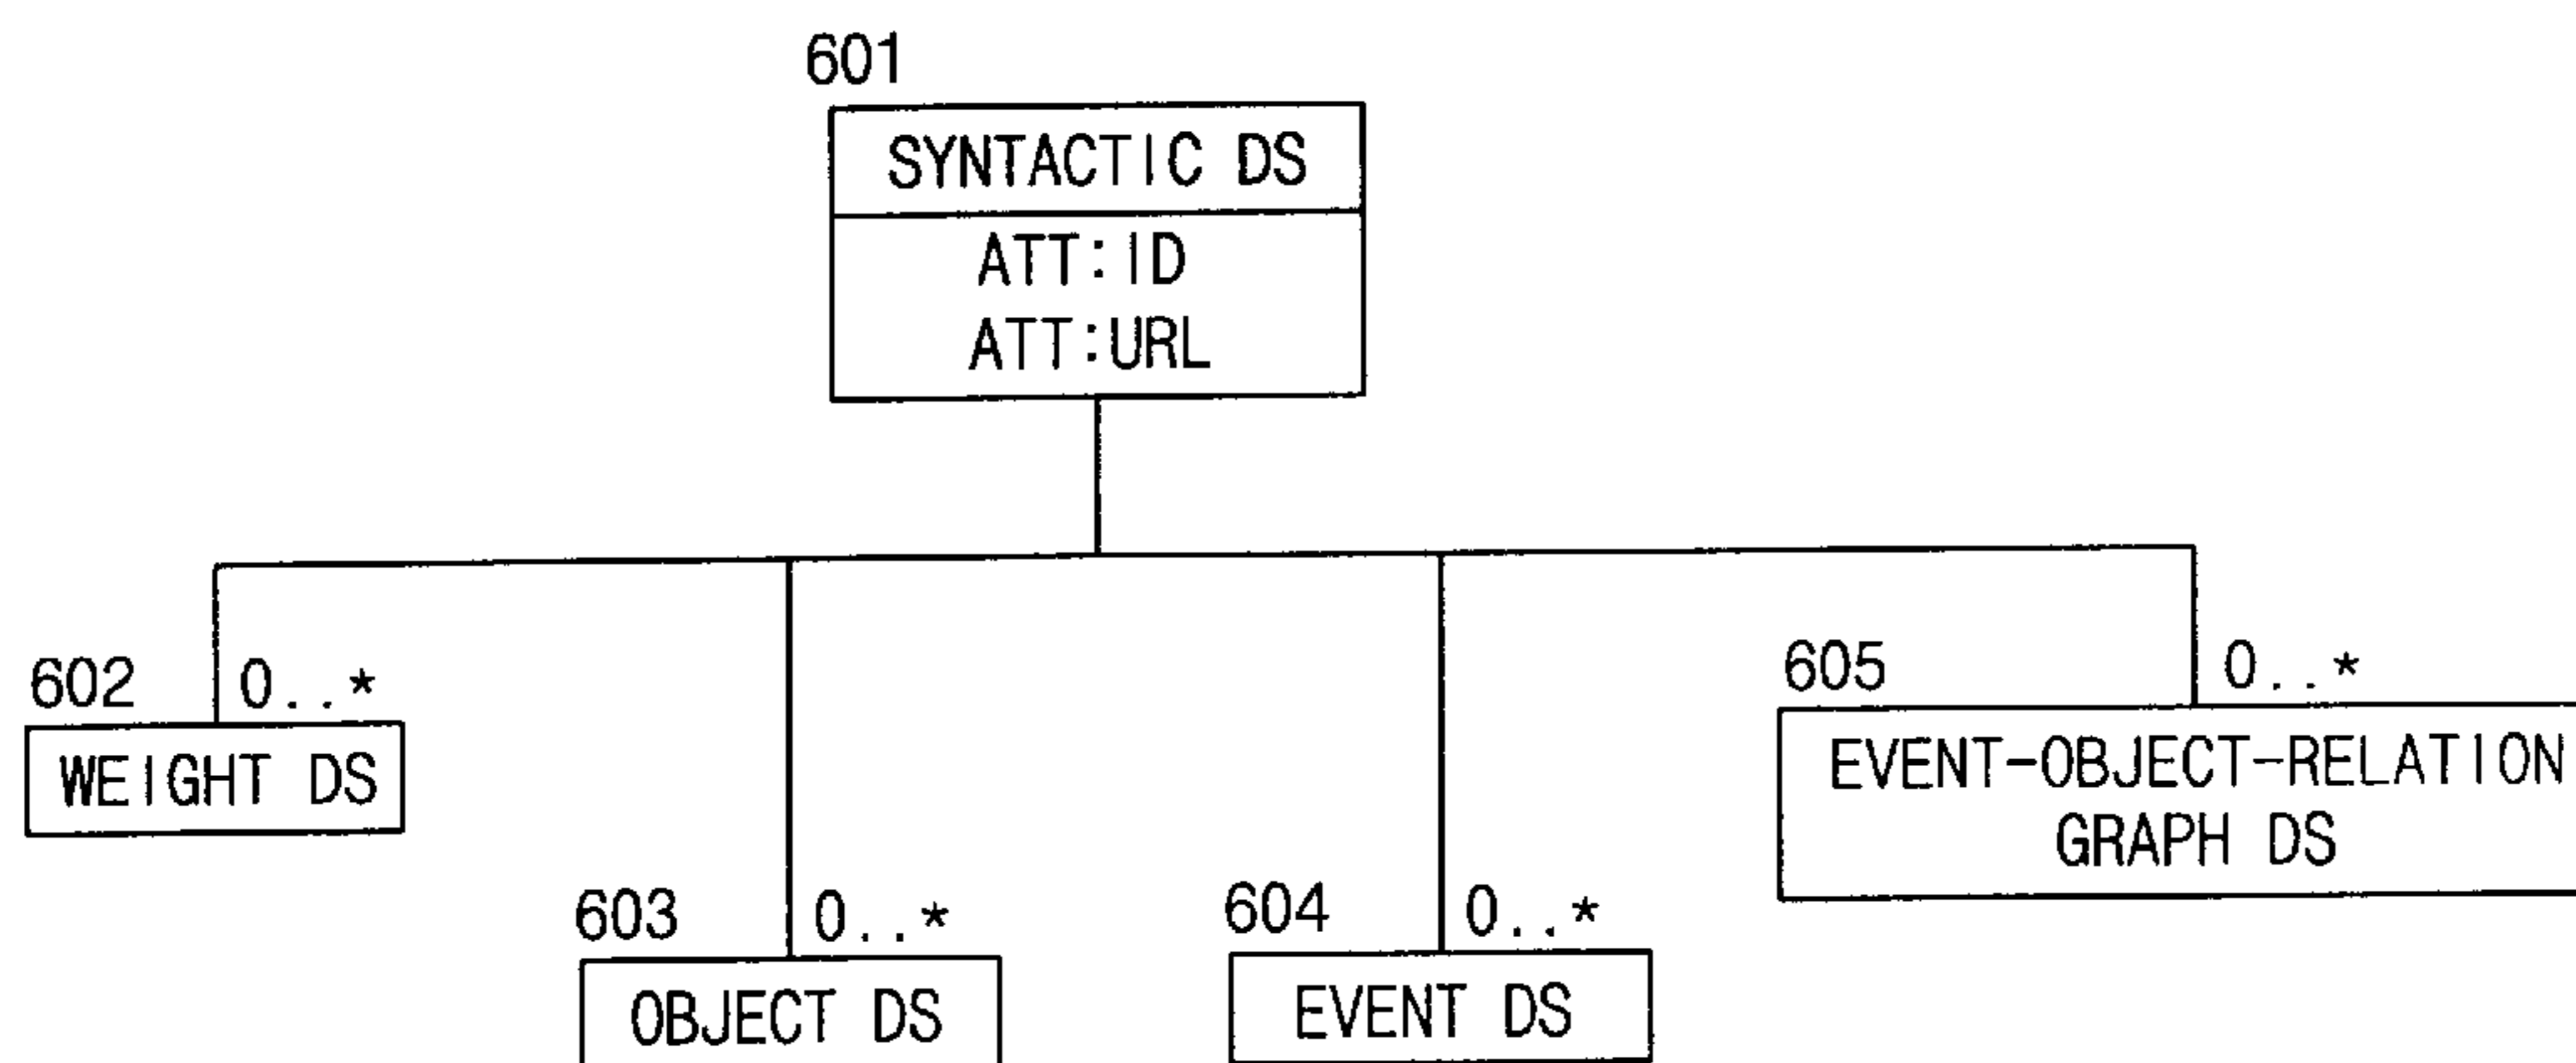 601
SYNTACTIC DS
ATT:ID
ATT:URL
602
0..*
WEIGHT DS
603
0..*
OBJECT DS
604
0..*
EVENT DS
605
0..*
EVENT-OBJECT-RELATION
GRAPH DS